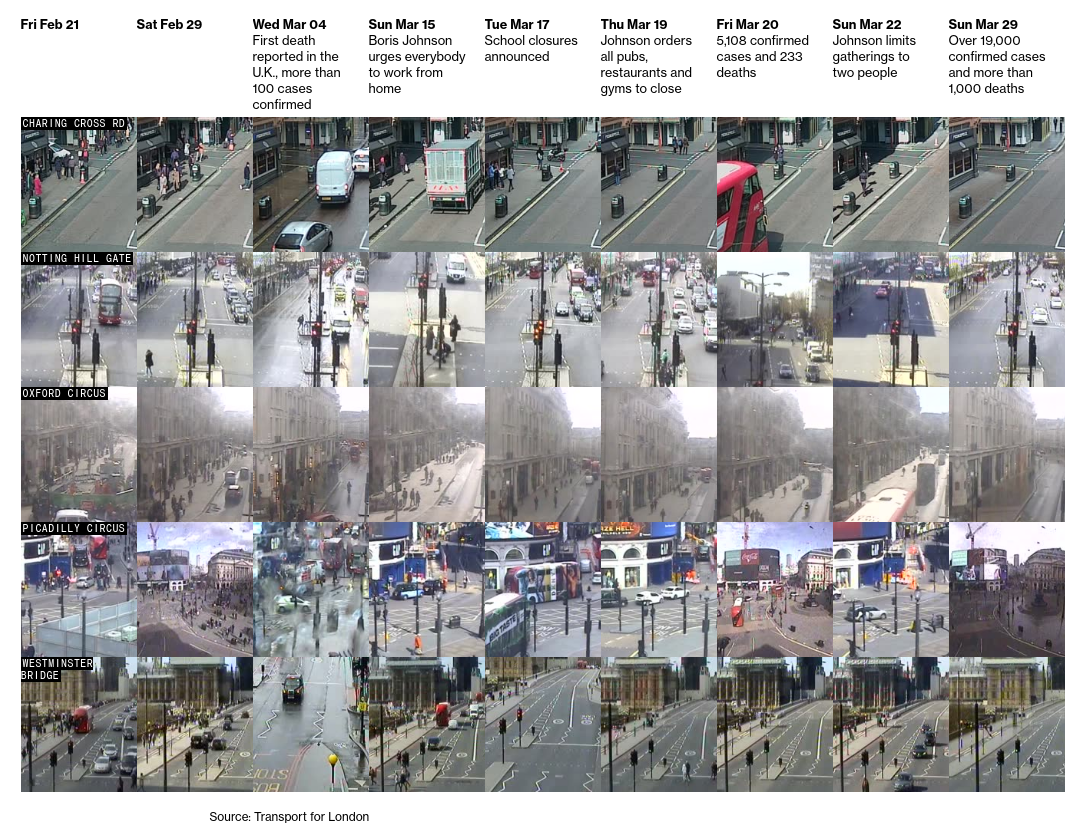 Fri Feb 21
Sat Feb 29
Wed Mar 04
First death
reported in the
U.K., more than
100 cases
confirmed
Sun Mar 15
Boris Johnson
urges everybody
to work from
home
Tue Mar 17
School closures
announced
Thu Mar 19
Johnson orders
all pubs,
restaurants and
gyms to close
Fri Mar 20
5,108 confirmed
cases and 233
deaths
Sun Mar 22
Johnson limits
gatherings to
two people
Sun Mar 29
Over 19,000
confirmed cases
and more than
1,000 deaths
CHARING CROSS RD
NOTTING HILL GATE
OXFORD CIRCUS
PICADILLY CIRCUS
WESTMINSTER
BRIDGE
Source: Transport for London